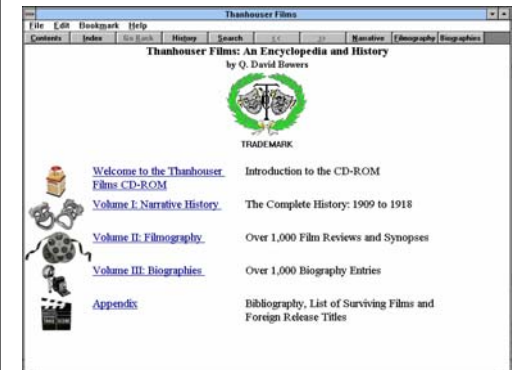 Thanhouser Films
File Edit Bookmark Help
Contents Index Go Back History Search << >> Narrative Filmography Biographies
Thanhouser Films: An Encyclopedia and History
by Q. David Bowers
TRADEMARK
Welcome to the Thanhouser Introduction to the CD-ROM
Films CD-ROM
Volume I: Narrative History The Complete History: 1909 to 1918
Volume II: Filmography Over 1,000 Film Reviews and Synopses
Volume III: Biographies Over 1,000 Biography Entries
Appendix Bibliography, List of Surviving Films and
Foreign Release Titles